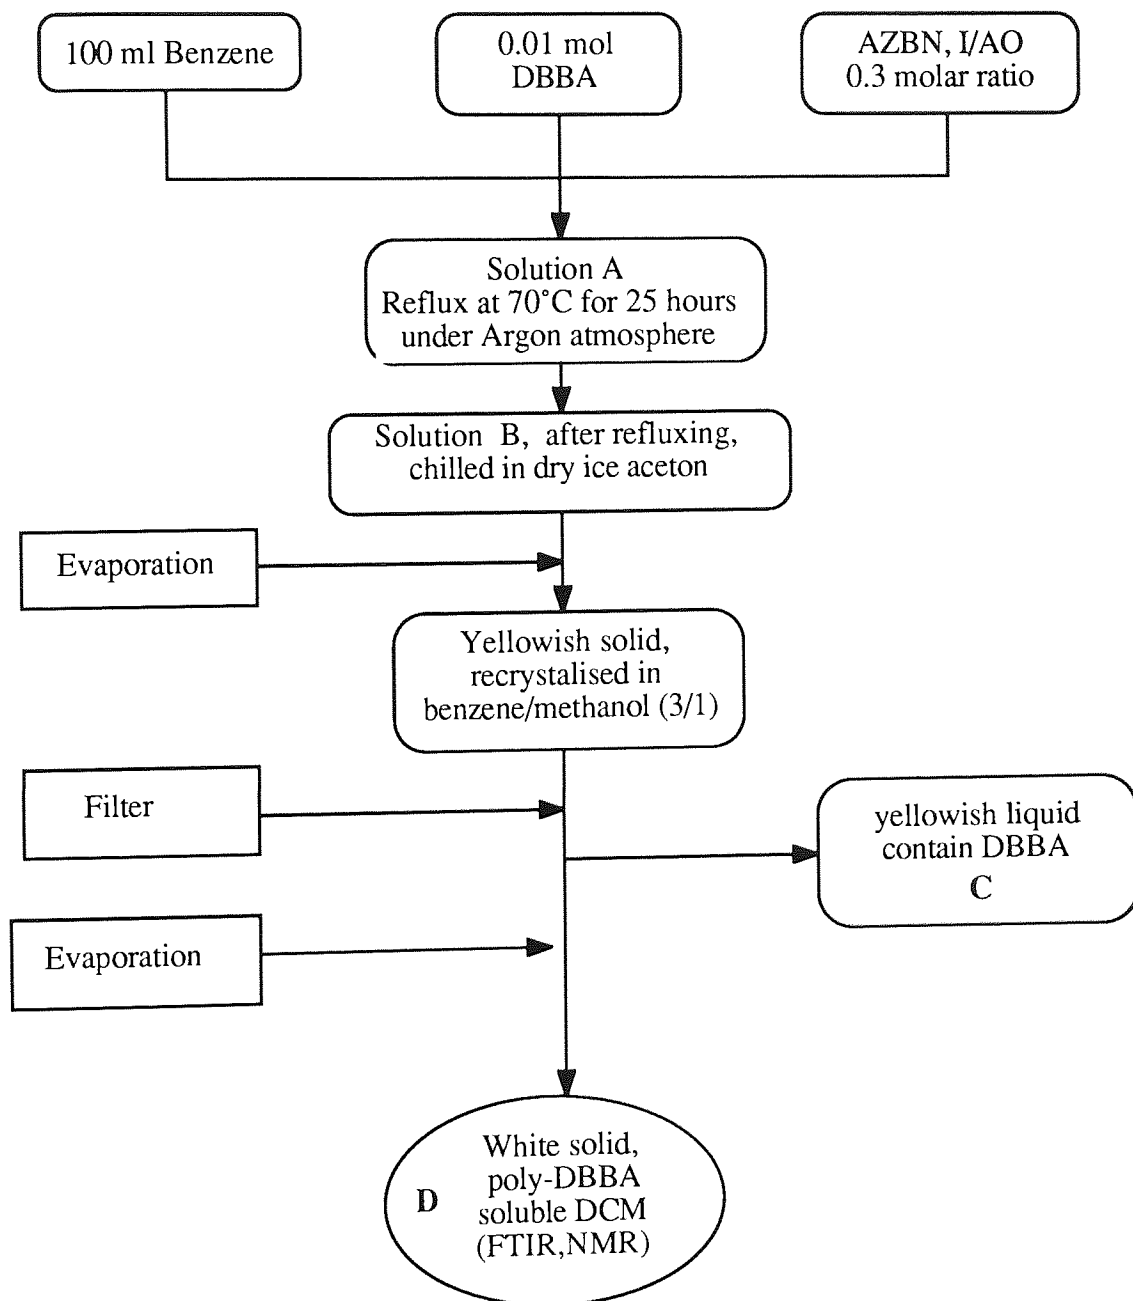 100 ml Benzene
0.01 mol
DBBA
AZBN, I/AO
0.3 molar ratio
Solution A
Reflux at 70°C for 25 hours
under Argon atmosphere
Solution B, after refluxing,
chilled in dry ice aceton
Evaporation
Yellowish solid,
recrystalised in
benzene/methanol (3/1)
Filter
yellowish liquid
contain DBBA
C
Evaporation
White solid,
D poly-DBBA
soluble DCM
(FTIR,NMR)